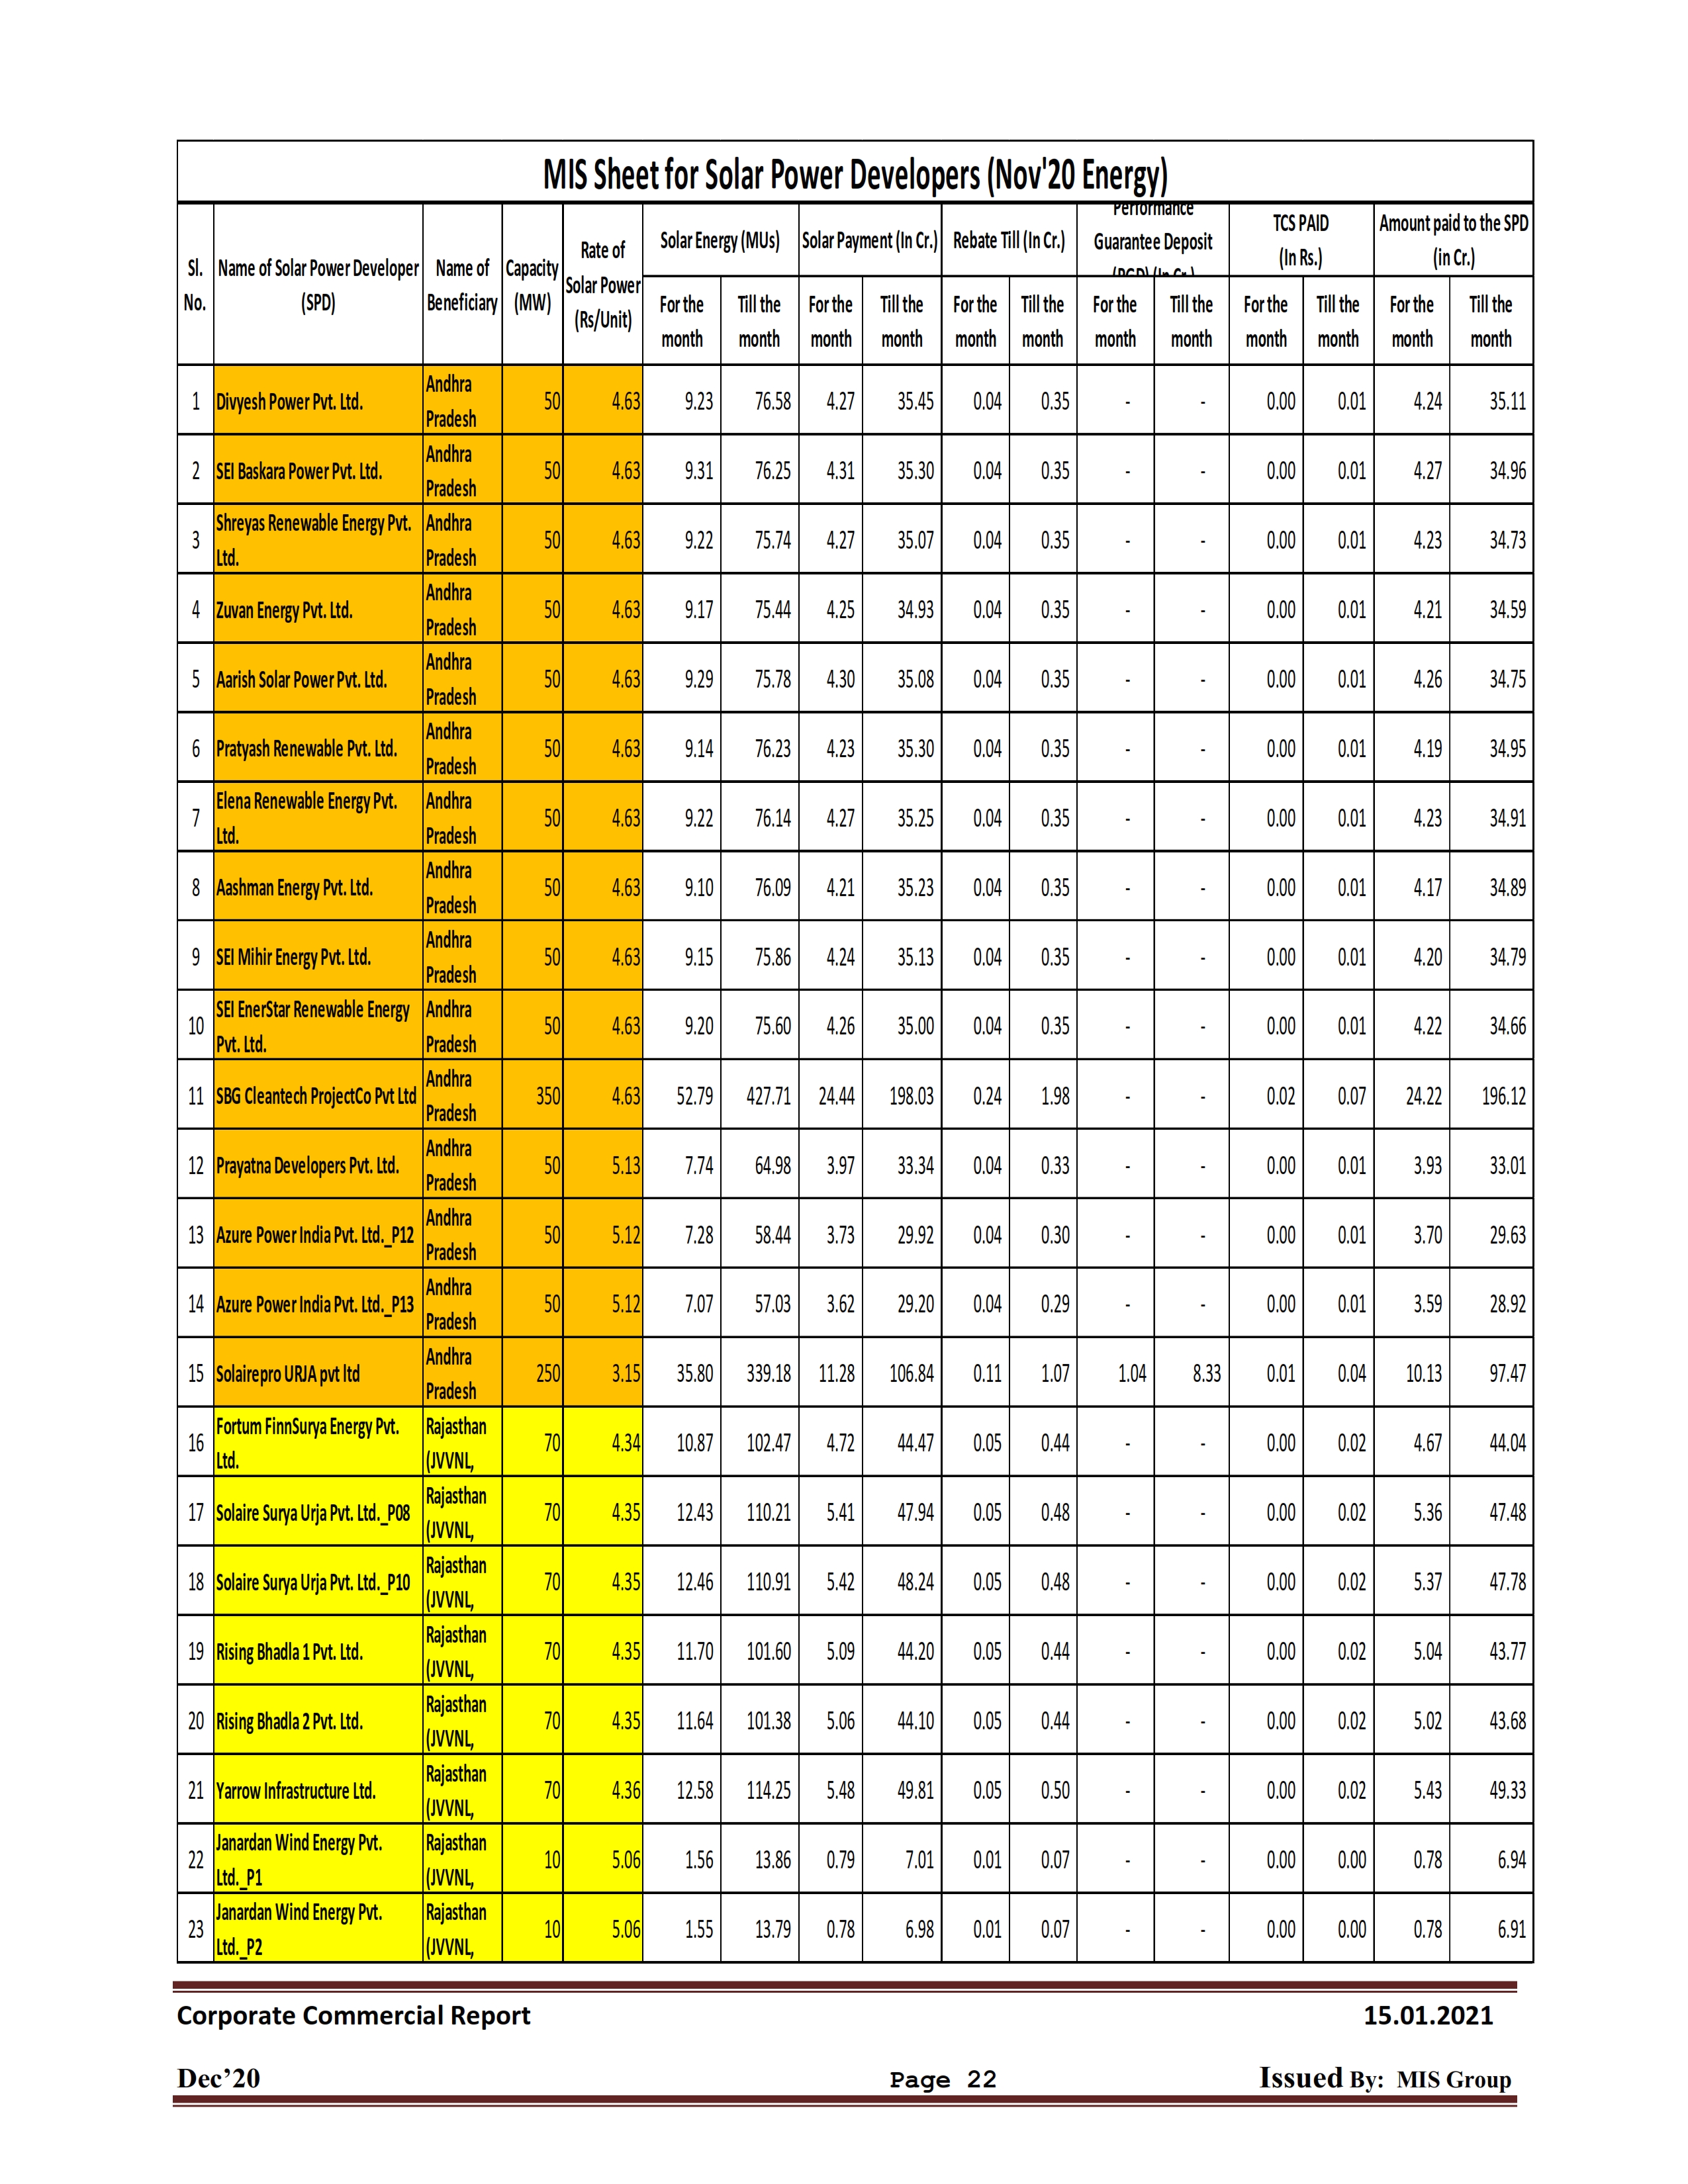 MIS Sheet for Solar Power Developers (Nov'20 Energy)
Sl. No. Name of Solar Power Developer (SPD) Name of Beneficiary Capacity (MW) Rate of Solar Power (Rs/Unit) Solar Energy (MUs) Solar Payment (In Cr.) Rebate Till (In Cr.) Performance Guarantee Deposit (PGD) (In Cr.) TCS PAID (In Rs.) Amount paid to the SPD (in Cr.)
For the month Till the month For the month Till the month For the month Till the month For the month Till the month For the month Till the month For the month Till the month
1 Divyesh Power Pvt. Ltd. Andhra Pradesh 50 4.63 9.23 76.58 4.27 35.45 0.04 0.35 - - 0.00 0.01 4.24 35.11
2 SEI Baskara Power Pvt. Ltd. Andhra Pradesh 50 4.63 9.31 76.25 4.31 35.30 0.04 0.35 - - 0.00 0.01 4.27 34.96
3 Shreyas Renewable Energy Pvt. Ltd. Andhra Pradesh 50 4.63 9.22 75.74 4.27 35.07 0.04 0.35 - - 0.00 0.01 4.23 34.73
4 Zuvan Energy Pvt. Ltd. Andhra Pradesh 50 4.63 9.17 75.44 4.25 34.93 0.04 0.35 - - 0.00 0.01 4.21 34.59
5 Aarish Solar Power Pvt. Ltd. Andhra Pradesh 50 4.63 9.29 75.78 4.30 35.08 0.04 0.35 - - 0.00 0.01 4.26 34.75
6 Pratyash Renewable Pvt. Ltd. Andhra Pradesh 50 4.63 9.14 76.23 4.23 35.30 0.04 0.35 - - 0.00 0.01 4.19 34.95
7 Elena Renewable Energy Pvt. Ltd. Andhra Pradesh 50 4.63 9.22 76.14 4.27 35.25 0.04 0.35 - - 0.00 0.01 4.23 34.91
8 Aashman Energy Pvt. Ltd. Andhra Pradesh 50 4.63 9.10 76.09 4.21 35.23 0.04 0.35 - - 0.00 0.01 4.17 34.89
9 SEI Mihir Energy Pvt. Ltd. Andhra Pradesh 50 4.63 9.15 75.86 4.24 35.13 0.04 0.35 - - 0.00 0.01 4.20 34.79
10 SEI EnerStar Renewable Energy Pvt. Ltd. Andhra Pradesh 50 4.63 9.20 75.60 4.26 35.00 0.04 0.35 - - 0.00 0.01 4.22 34.66
11 SBG Cleantech ProjectCo Pvt Ltd Andhra Pradesh 350 4.63 52.79 427.71 24.44 198.03 0.24 1.98 - - 0.02 0.07 24.22 196.12
12 Prayatna Developers Pvt. Ltd. Andhra Pradesh 50 5.13 7.74 64.98 3.97 33.34 0.04 0.33 - - 0.00 0.01 3.93 33.01
13 Azure Power India Pvt. Ltd._P12 Andhra Pradesh 50 5.12 7.28 58.44 3.73 29.92 0.04 0.30 - - 0.00 0.01 3.70 29.63
14 Azure Power India Pvt. Ltd._P13 Andhra Pradesh 50 5.12 7.07 57.03 3.62 29.20 0.04 0.29 - - 0.00 0.01 3.59 28.92
15 Solairepro URJA pvt ltd Andhra Pradesh 250 3.15 35.80 339.18 11.28 106.84 0.11 1.07 1.04 8.33 0.01 0.04 10.13 97.47
16 Fortum FinnSurya Energy Pvt. Ltd. Rajasthan (JVVNL, 70 4.34 10.87 102.47 4.72 44.47 0.05 0.44 - - 0.00 0.02 4.67 44.04
17 Solaire Surya Urja Pvt. Ltd._P08 Rajasthan (JVVNL, 70 4.35 12.43 110.21 5.41 47.94 0.05 0.48 - - 0.00 0.02 5.36 47.48
18 Solaire Surya Urja Pvt. Ltd._P10 Rajasthan (JVVNL, 70 4.35 12.46 110.91 5.42 48.24 0.05 0.48 - - 0.00 0.02 5.37 47.78
19 Rising Bhadla 1 Pvt. Ltd. Rajasthan (JVVNL, 70 4.35 11.70 101.60 5.09 44.20 0.05 0.44 - - 0.00 0.02 5.04 43.77
20 Rising Bhadla 2 Pvt. Ltd. Rajasthan (JVVNL, 70 4.35 11.64 101.38 5.06 44.10 0.05 0.44 - - 0.00 0.02 5.02 43.68
21 Yarrow Infrastructure Ltd. Rajasthan (JVVNL, 70 4.36 12.58 114.25 5.48 49.81 0.05 0.50 - - 0.00 0.02 5.43 49.33
22 Janardan Wind Energy Pvt. Ltd._P1 Rajasthan (JVVNL, 10 5.06 1.56 13.86 0.79 7.01 0.01 0.07 - - 0.00 0.00 0.78 6.94
23 Janardan Wind Energy Pvt. Ltd._P2 Rajasthan (JVVNL, 10 5.06 1.55 13.79 0.78 6.98 0.01 0.07 - - 0.00 0.00 0.78 6.91
Corporate Commercial Report 15.01.2021
Dec’20 Page 22 Issued By: MIS Group